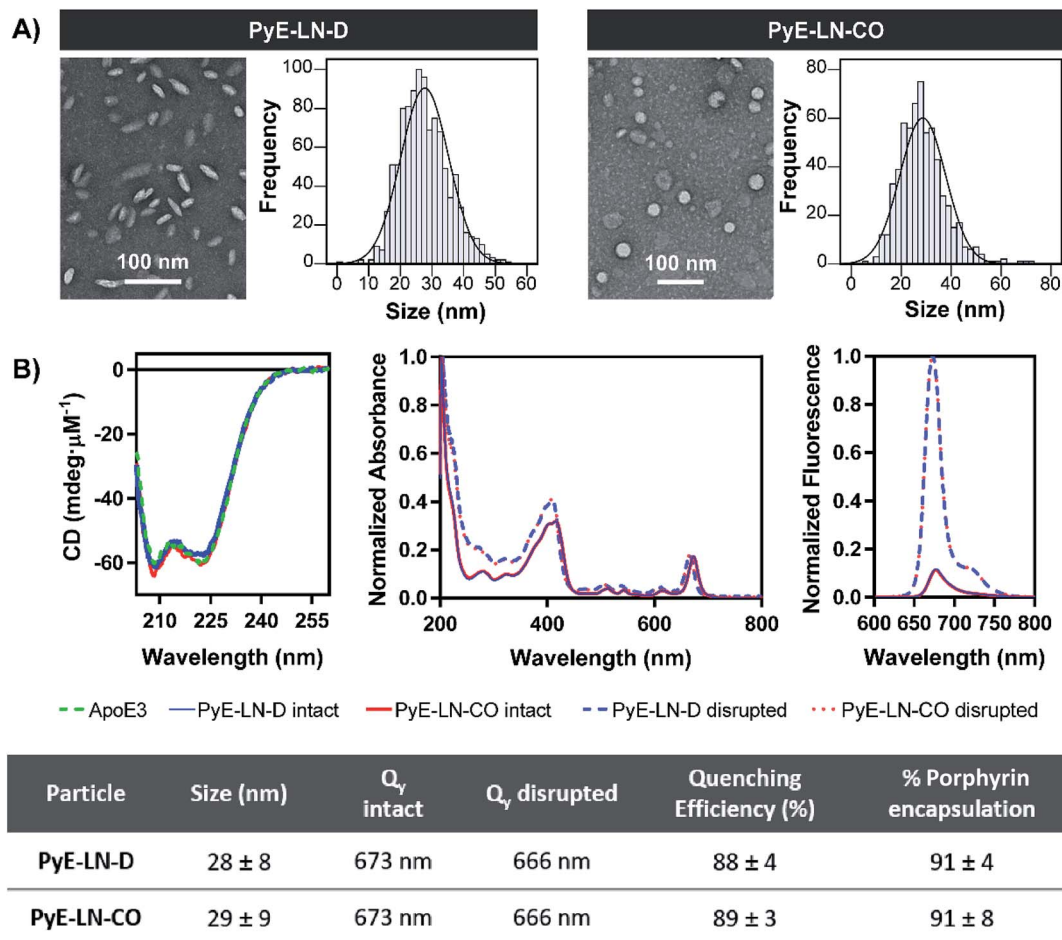 A)
PyE-LN-D
PyE-LN-CO
100 nm
Frequency
100
80
60
40
20
0
0 10 20 30 40 50 60
Size (nm)
100 nm
Frequency
80
60
40
20
0
0 20 40 60 80
Size (nm)
B)
CD (mdeg·µM⁻¹)
0
-20
-40
-60
210 225 240 255
Wavelength (nm)
Normalized Absorbance
1.0
0.8
0.6
0.4
0.2
0.0
200 400 600 800
Wavelength (nm)
Normalized Fluorescence
1.0
0.8
0.6
0.4
0.2
0.0
600 650 700 750 800
Wavelength (nm)
ApoE3 PyE-LN-D intact PyE-LN-CO intact PyE-LN-D disrupted PyE-LN-CO disrupted
Particle Size (nm) Qy intact Qy disrupted Quenching Efficiency (%) % Porphyrin encapsulation
PyE-LN-D 28 ± 8 673 nm 666 nm 88 ± 4 91 ± 4
PyE-LN-CO 29 ± 9 673 nm 666 nm 89 ± 3 91 ± 8